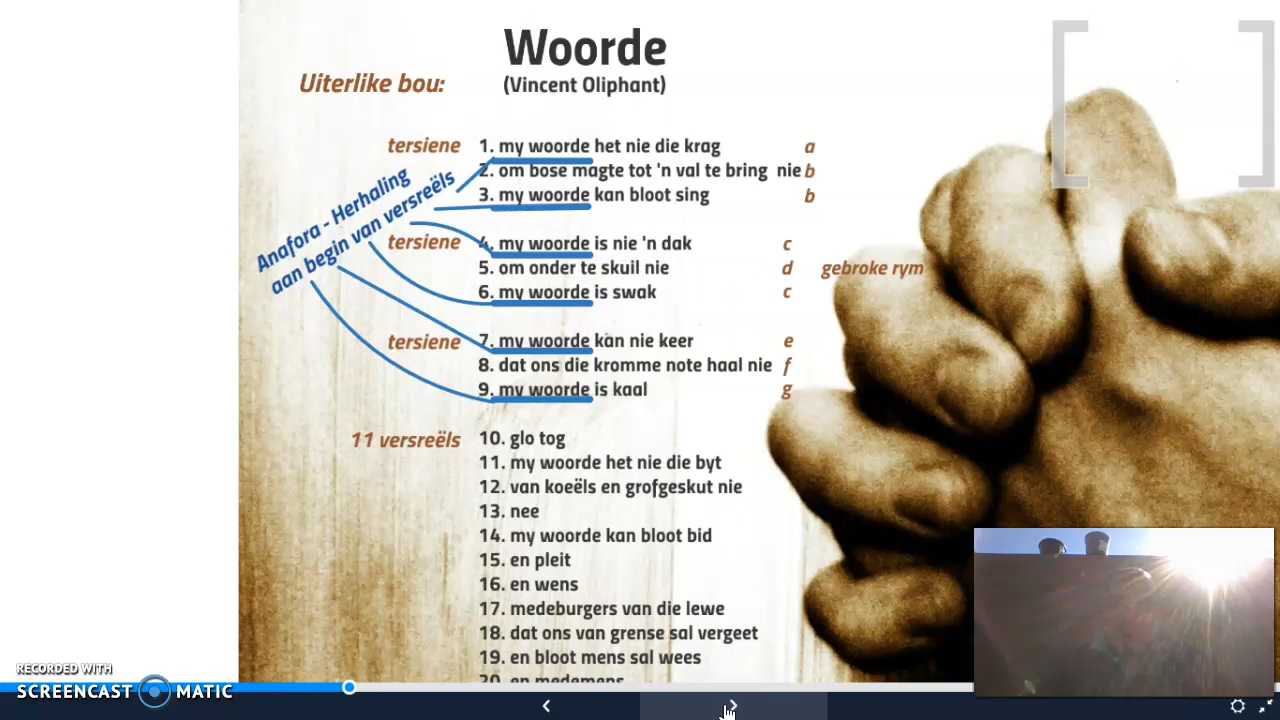 Woorde
Uiterlike bou:
(Vincent Oliphant)
tersiene
1. my woorde het nie die krag a
2. om bose magte tot 'n val te bring nie b
3. my woorde kan bloot sing b
Anafora - Herhaling
aan begin van versreëls
tersiene
4. my woorde is nie 'n dak c
5. om onder te skuil nie d gebroke rym
6. my woorde is swak c
tersiene
7. my woorde kan nie keer e
8. dat ons die kromme note haal nie f
9. my woorde is kaal g
11 versreëls
10. glo tog
11. my woorde het nie die byt
12. van koeëls en grofgeskut nie
13. nee
14. my woorde kan bloot bid
15. en pleit
16. en wens
17. medeburgers van die lewe
18. dat ons van grense sal vergeet
19. en bloot mens sal wees
20. en medemens
RECORDED WITH
SCREENCAST MATIC